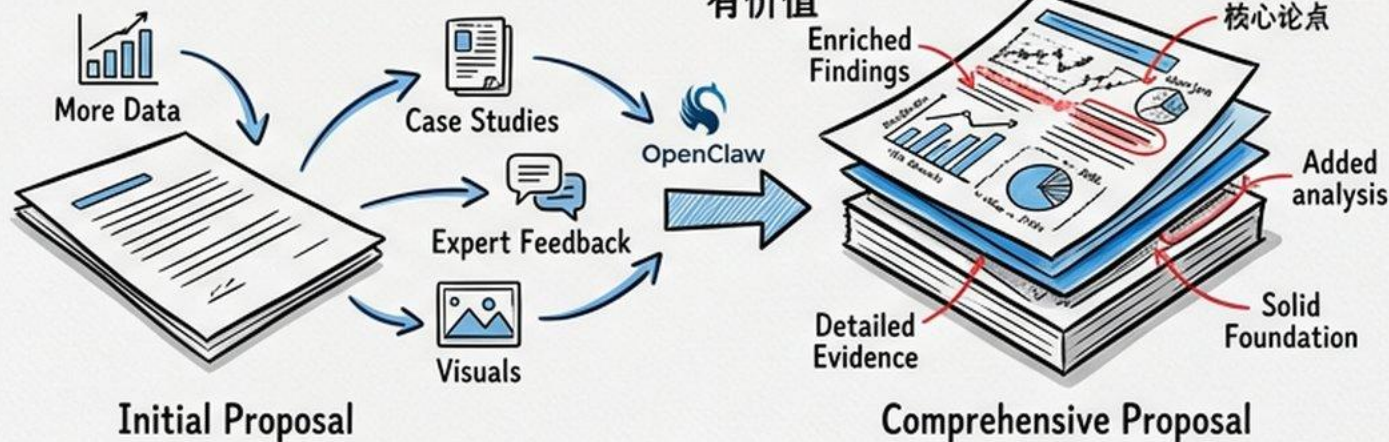 有价值
More Data
Case Studies
Expert Feedback
Visuals
OpenClaw
Initial Proposal
Enriched
Findings
核心论点
Added
analysis
Detailed
Evidence
Solid
Foundation
Comprehensive Proposal